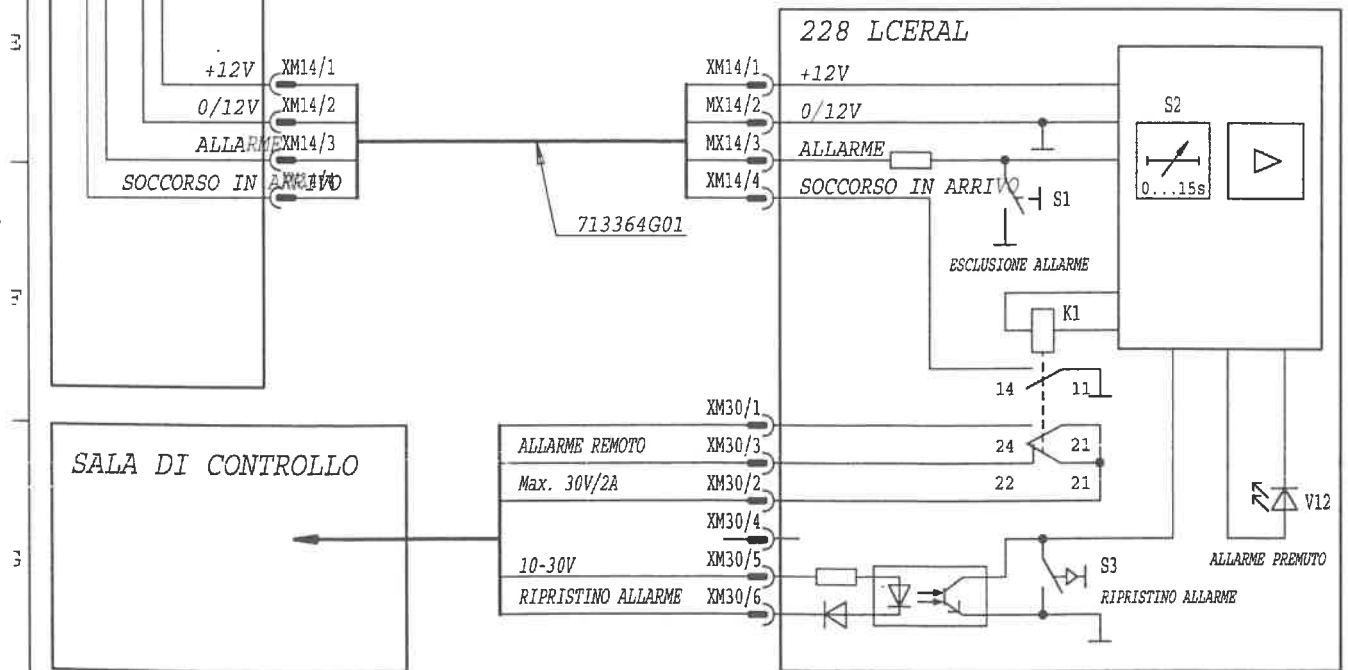 228 LCERAL
+12V XM14/1
0/12V XM14/2
ALLARME XM14/3
SOCCORSO IN ARRIVO
713364G01
XM14/1 +12V
MX14/2 0/12V
MX14/3 ALLARME
XM14/4 SOCCORSO IN ARRIVO
S2
0...15s
S1
ESCLUSIONE ALLARME
K1
14 11
SALA DI CONTROLLO
XM30/1
ALLARME REMOTO XM30/3
24 21
Max. 30V/2A XM30/2
22 21
XM30/4
10-30V XM30/5
RIPRISTINO ALLARME XM30/6
V12
ALLARME PREMUTO
S3
RIPRISTINO ALLARME